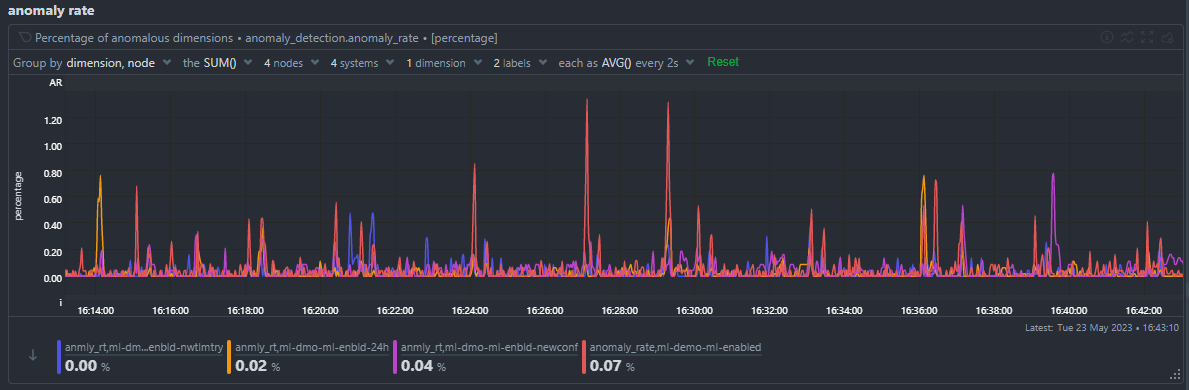 anomaly rate
Percentage of anomalous dimensions • anomaly_detection.anomaly_rate • [percentage]
Group by dimension, node the SUM() 4 nodes 4 systems 1 dimension 2 labels each as AVG() every 2s Reset
AR
1.20
1.00
0.80
0.60
0.40
0.20
0.00
i
percentage
16:14:00 16:16:00 16:18:00 16:20:00 16:22:00 16:24:00 16:26:00 16:28:00 16:30:00 16:32:00 16:34:00 16:36:00 16:38:00 16:40:00 16:42:00
Latest: Tue 23 May 2023 • 16:43:10
anmly_rt,ml-dm...enbld-nwtlmtry anmly_rt,ml-dmo-ml-enbld-24h anmly_rt,ml-dmo-ml-enbld-newconf anomaly_rate,ml-demo-ml-enabled
0.00 % 0.02 % 0.04 % 0.07 %